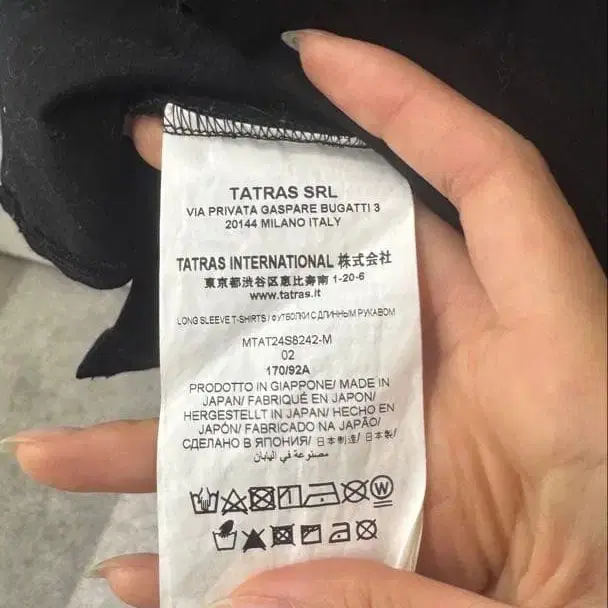 TATRAS SRL
VIA PRIVATA GASPARE BUGATTI 3
20144 MILANO ITALY
TATRAS INTERNATIONAL 株式会社
東京都渋谷区恵比寿南 1-20-6
www.tatras.it
LONG SLEEVE T-SHIRTS / ФУТБОЛКИ С ДЛИННЫМ РУКАВОМ
MTAT24S8242-M
02
170/92A
PRODOTTO IN GIAPPONE/ MADE IN
JAPAN/ FABRIQUÉ EN JAPON/
HERGESTELLT IN JAPAN/ HECHO EN
JAPÓN/ FABRICADO NA JAPÃO/
СДЕЛАНО В ЯПОНИЯ/ 日本制造/ 日本製/
مصنوعة في اليابان
W